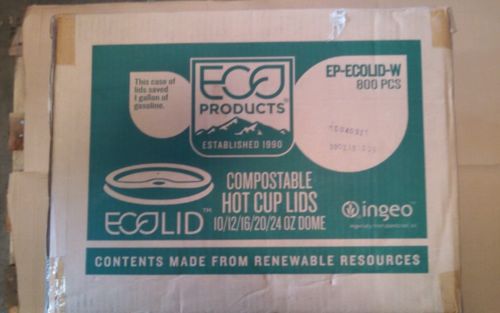 This case of
lids saved
1 gallon of
gasoline.
ECO
PRODUCTS®
ESTABLISHED 1990
EP-ECOLID-W
800 PCS
ECOLID™
COMPOSTABLE
HOT CUP LIDS
10/12/16/20/24 OZ DOME
ingeo
CONTENTS MADE FROM RENEWABLE RESOURCES